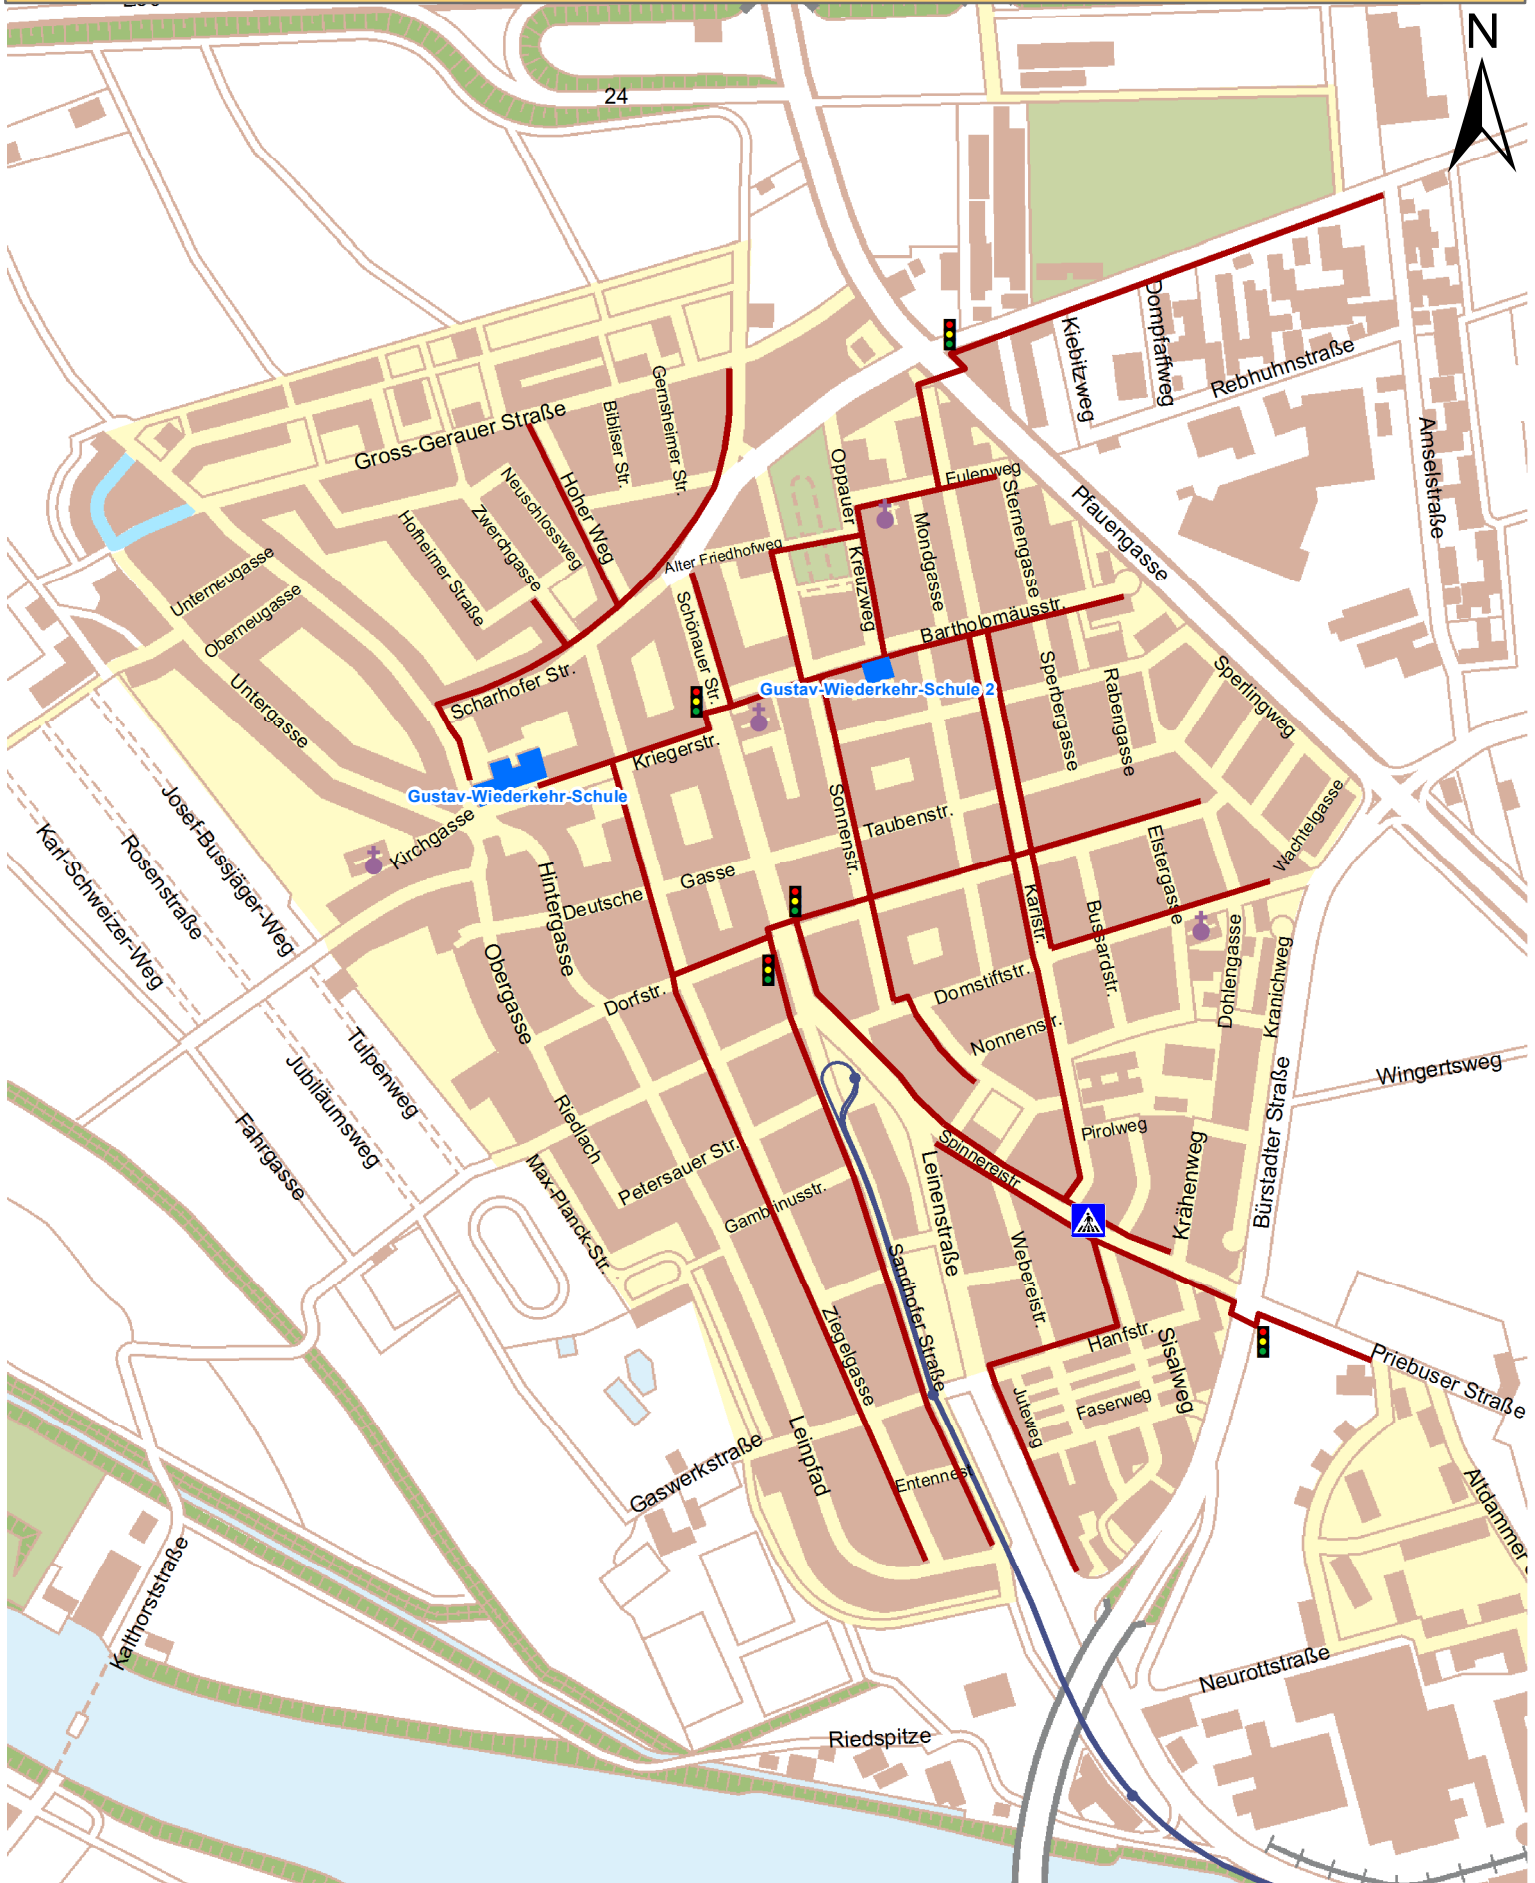 N
24
Dompfaffweg
Kiebitzweg
Rebhuhnstraße
Amselstraße
Gross-Gerauer Straße
Bibliser Str.
Gernsheimer Str.
Hoher Weg
Neuschlossweg
Zwerchgasse
Hofheimer Straße
Oppauer
Kreuzweg
Eulenweg
Sternengasse
Mondgasse
Pfauengasse
Alter Friedhofweg
Unterneugasse
Oberneugasse
Untergasse
Schönauer Str.
Bartholomäusstr.
Scharhofer Str.
Gustav-Wiederkehr-Schule 2
Sperbergasse
Rabengasse
Sperlingweg
Kriegerstr.
Gustav-Wiederkehr-Schule
Kirchgasse
Josef-Bussjäger-Weg
Rosenstraße
Karl-Schweizer-Weg
Sonnenstr.
Taubenstr.
Wachtelgasse
Elstergasse
Hintergasse
Deutsche
Gasse
Karlstr.
Bussardstr.
Dohlengasse
Kranichweg
Obergasse
Dorfstr.
Domstiftstr.
Nonnenstr.
Tulpenweg
Jubiläumsweg
Fahrgasse
Wingertsweg
Bürstadter Straße
Riedlach
Petersauer Str.
Max-Planck-Str.
Gambrinusstr.
Spinnereistr.
Pirolweg
Krähenweg
Leinenstraße
Webereistr.
Sandhofer Straße
Ziegelgasse
Hanfstr.
Sisalweg
Juteweg
Faserweg
Priebuser Straße
Leinpfad
Gaswerkstraße
Entennest
Altdammer
Kalthorststraße
Neurottstraße
Riedspitze